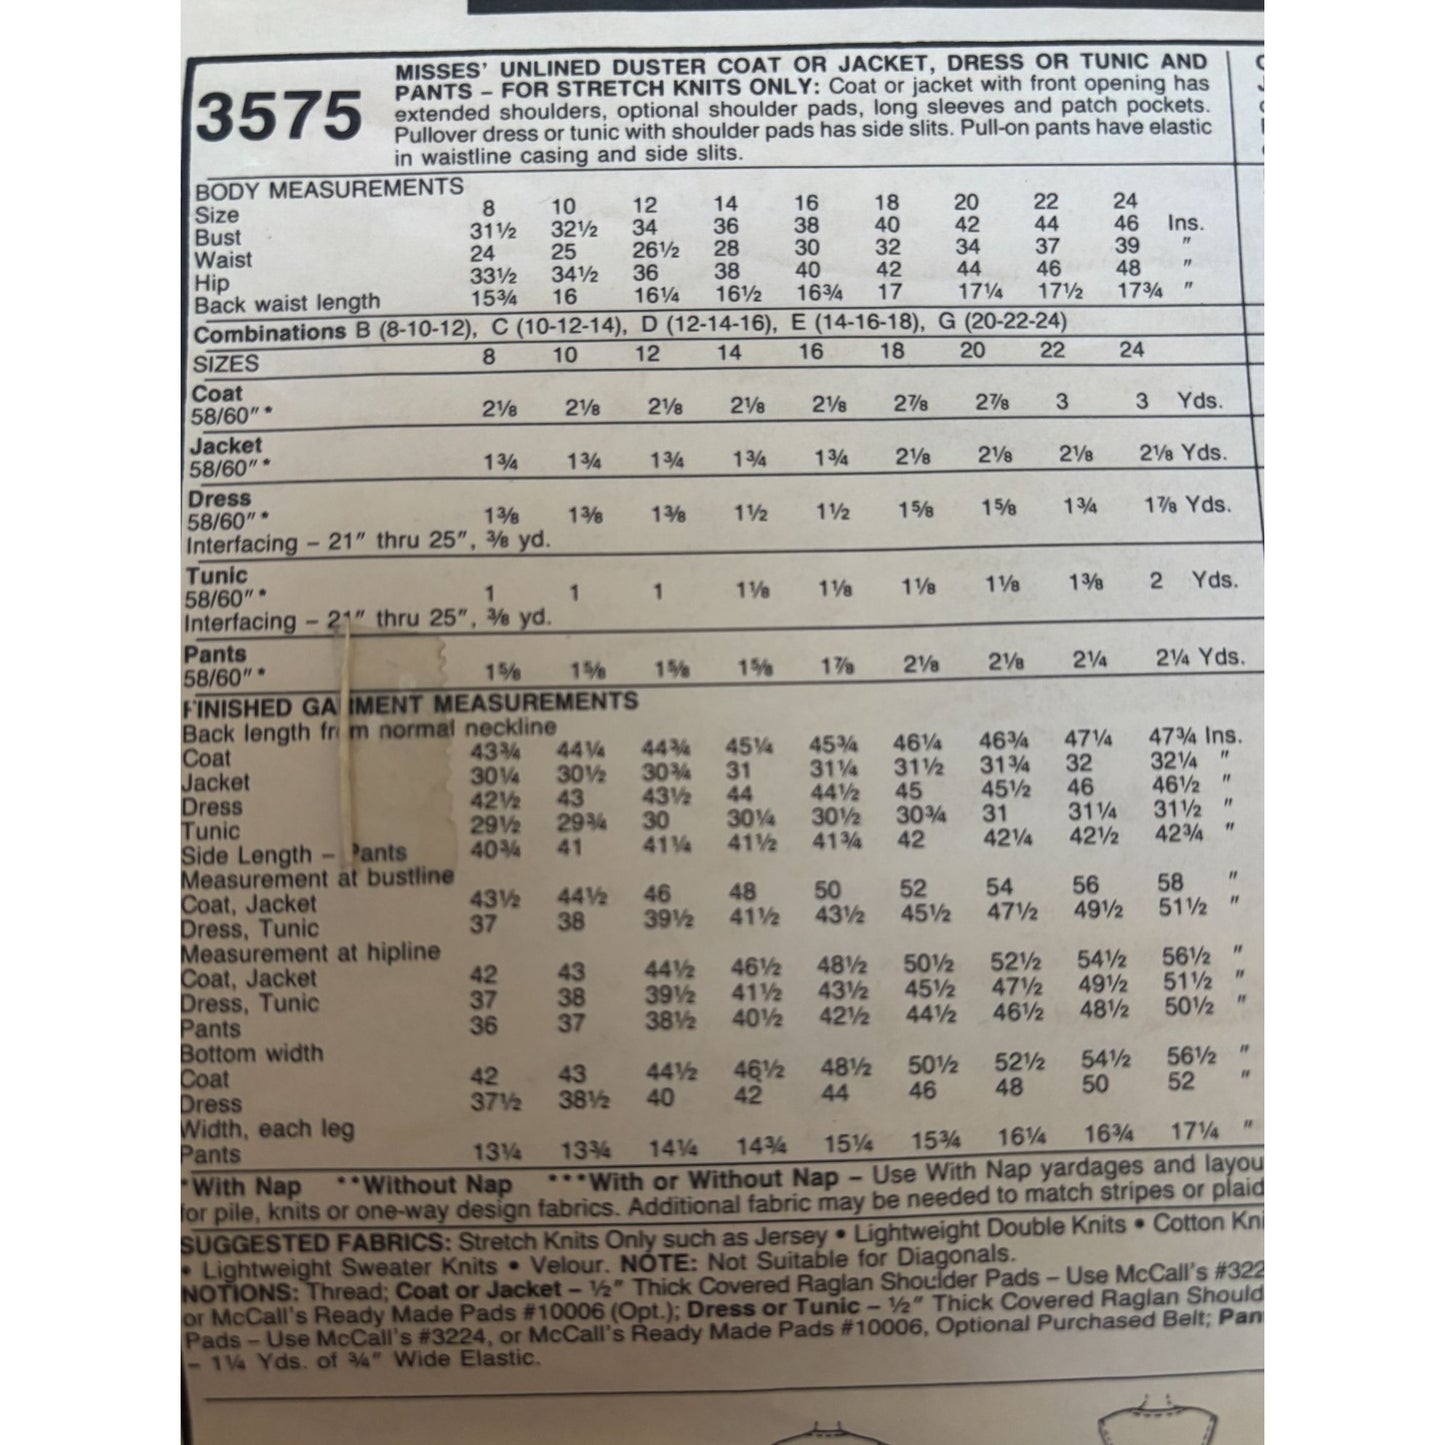 3575
MISSES' UNLINED DUSTER COAT OR JACKET, DRESS OR TUNIC AND
PANTS – FOR STRETCH KNITS ONLY: Coat or jacket with front opening has
extended shoulders, optional shoulder pads, long sleeves and patch pockets.
Pullover dress or tunic with shoulder pads has side slits. Pull-on pants have elastic
in waistline casing and side slits.
BODY MEASUREMENTS
Size 8 10 12 14 16 18 20 22 24
Bust 31½ 32½ 34 36 38 40 42 44 46 Ins.
Waist 24 25 26½ 28 30 32 34 37 39 "
Hip 33½ 34½ 36 38 40 42 44 46 48 "
Back waist length 15¾ 16 16¼ 16½ 16¾ 17 17¼ 17½ 17¾ "
Combinations B (8-10-12), C (10-12-14), D (12-14-16), E (14-16-18), G (20-22-24)
SIZES 8 10 12 14 16 18 20 22 24
Coat
58/60"* 2⅛ 2⅛ 2⅛ 2⅛ 2⅛ 2⅞ 2⅞ 3 3 Yds.
Jacket
58/60"* 1¾ 1¾ 1¾ 1¾ 1¾ 2⅛ 2⅛ 2⅛ 2⅛ Yds.
Dress
58/60"* 1⅜ 1⅜ 1⅜ 1½ 1½ 1⅝ 1⅝ 1¾ 1⅞ Yds.
Interfacing – 21" thru 25", ⅜ yd.
Tunic
58/60"* 1 1 1 1⅛ 1⅛ 1⅛ 1⅛ 1⅜ 2 Yds.
Interfacing – 21" thru 25", ⅜ yd.
Pants
58/60"* 1⅝ 1⅝ 1⅝ 1⅝ 1⅞ 2⅛ 2⅛ 2¼ 2¼ Yds.
FINISHED GARMENT MEASUREMENTS
Back length from normal neckline
Coat 43¾ 44¼ 44¾ 45¼ 45¾ 46¼ 46¾ 47¼ 47¾ Ins.
Jacket 30¼ 30½ 30¾ 31 31¼ 31½ 31¾ 32 32¼ "
Dress 42½ 43 43½ 44 44½ 45 45½ 46 46½ "
Tunic 29½ 29¾ 30 30¼ 30½ 30¾ 31 31¼ 31½ "
Side Length – Pants 40¾ 41 41¼ 41½ 41¾ 42 42¼ 42½ 42¾ "
Measurement at bustline
Coat, Jacket 43½ 44½ 46 48 50 52 54 56 58 "
Dress, Tunic 37 38 39½ 41½ 43½ 45½ 47½ 49½ 51½ "
Measurement at hipline
Coat, Jacket 42 43 44½ 46½ 48½ 50½ 52½ 54½ 56½ "
Dress, Tunic 37 38 39½ 41½ 43½ 45½ 47½ 49½ 51½ "
Pants 36 37 38½ 40½ 42½ 44½ 46½ 48½ 50½ "
Bottom width
Coat 42 43 44½ 46½ 48½ 50½ 52½ 54½ 56½ "
Dress 37½ 38½ 40 42 44 46 48 50 52 "
Width, each leg
Pants 13¼ 13¾ 14¼ 14¾ 15¼ 15¾ 16¼ 16¾ 17¼ "
*With Nap **Without Nap ***With or Without Nap – Use With Nap yardages and layou
for pile, knits or one-way design fabrics. Additional fabric may be needed to match stripes or plaid
SUGGESTED FABRICS: Stretch Knits Only such as Jersey • Lightweight Double Knits • Cotton Kni
• Lightweight Sweater Knits • Velour. NOTE: Not Suitable for Diagonals.
NOTIONS: Thread; Coat or Jacket – ½" Thick Covered Raglan Shoulder Pads – Use McCall's #322
or McCall's Ready Made Pads #10006 (Opt.); Dress or Tunic – ½" Thick Covered Raglan Should
Pads – Use McCall's #3224, or McCall's Ready Made Pads #10006, Optional Purchased Belt; Pan
– 1¼ Yds. of ¾" Wide Elastic.